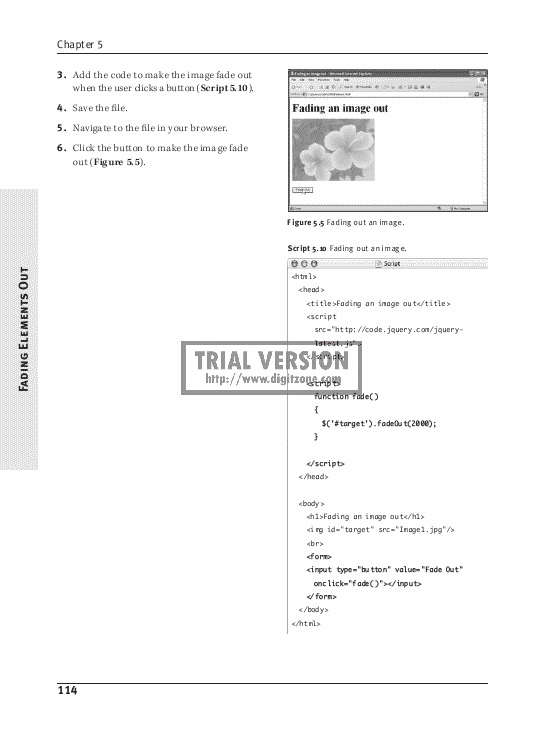 Chapter 5
3. Add the code to make the image fade out
when the user clicks a button (Script 5.10).
4. Save the file.
5. Navigate to the file in your browser.
6. Click the button to make the image fade
out (Figure 5.5).
FADING ELEMENTS OUT
Fading an image out
Figure 5.5 Fading out an image.
Script 5.10 Fading out an image.
Script
<html>
<head>
<title>Fading an image out</title>
<script
src="http://code.jquery.com/jquery-
latest.js">
</script>
TRIAL VERSION
http://www.digitzone.com
<script>
function fade()
{
$('#target').fadeOut(2000);
}
</script>
</head>
<body>
<h1>Fading an image out</h1>
<img id="target" src="Image1.jpg"/>
<br>
<form>
<input type="button" value="Fade Out"
onclick="fade()"></input>
</form>
</body>
</html>
114